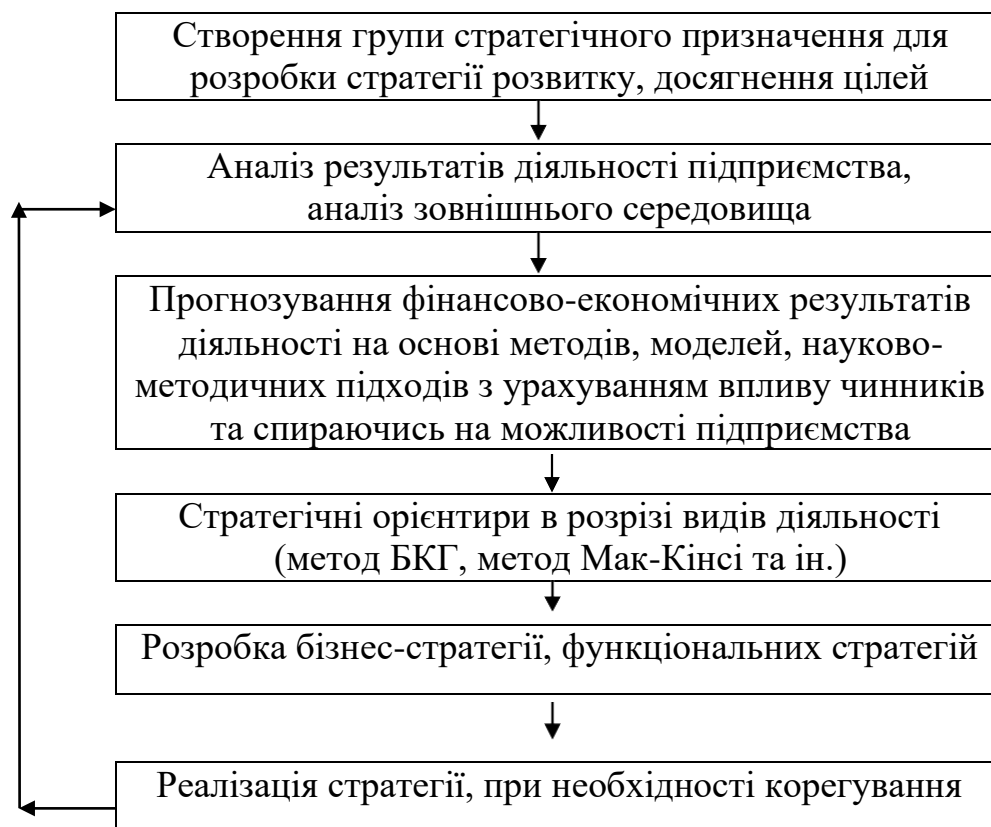 Створення групи стратегічного призначення для
розробки стратегії розвитку, досягнення цілей
Аналіз результатів діяльності підприємства,
аналіз зовнішнього середовища
Прогнозування фінансово-економічних результатів
діяльності на основі методів, моделей, науково-
методичних підходів з урахуванням впливу чинників
та спираючись на можливості підприємства
Стратегічні орієнтири в розрізі видів діяльності
(метод БКГ, метод Мак-Кінсі та ін.)
Розробка бізнес-стратегії, функціональних стратегій
Реалізація стратегії, при необхідності корегування